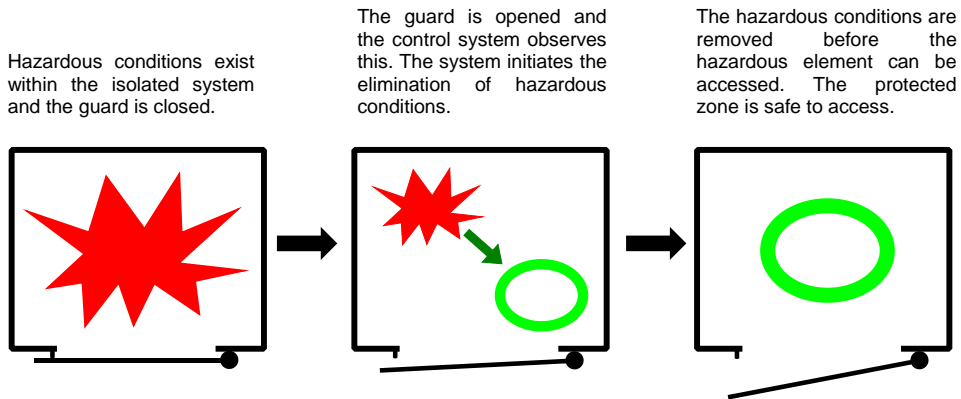 Hazardous conditions exist
within the isolated system
and the guard is closed.
The guard is opened and
the control system observes
this. The system initiates the
elimination of hazardous
conditions.
The hazardous conditions are
removed before the
hazardous element can be
accessed. The protected
zone is safe to access.